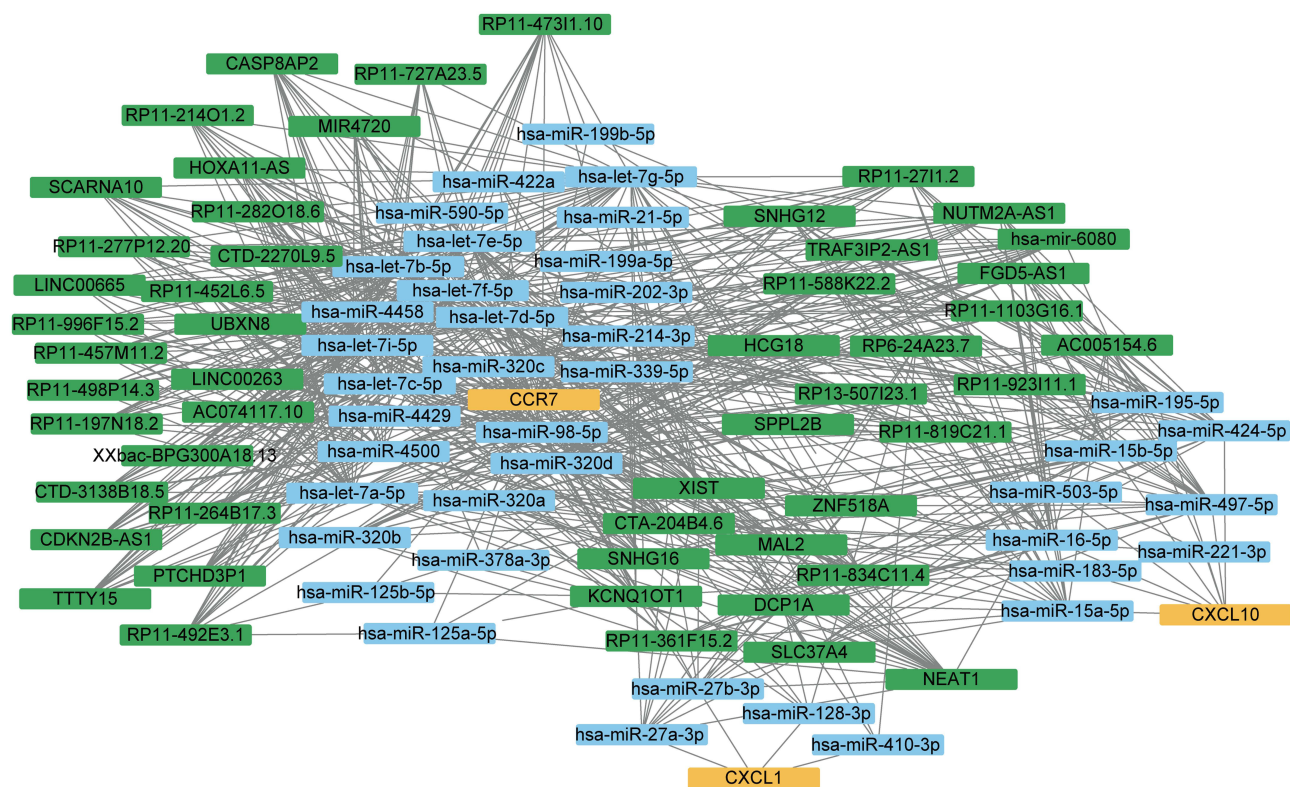 RP11-473I1.10
CASP8AP2
RP11-727A23.5
RP11-214O1.2
MIR4720
hsa-miR-199b-5p
HOXA11-AS
hsa-let-7g-5p
RP11-27I1.2
SCARNA10
hsa-miR-422a
RP11-282O18.6
hsa-miR-590-5p
hsa-miR-21-5p
SNHG12
NUTM2A-AS1
RP11-277P12.20
hsa-let-7e-5p
TRAF3IP2-AS1
hsa-mir-6080
CTD-2270L9.5
hsa-let-7b-5p
hsa-miR-199a-5p
FGD5-AS1
LINC00665
RP11-452L6.5
hsa-let-7f-5p
hsa-miR-202-3p
RP11-588K22.2
hsa-miR-4458
hsa-let-7d-5p
RP11-1103G16.1
RP11-996F15.2
UBXN8
hsa-miR-214-3p
RP11-457M11.2
hsa-let-7i-5p
HCG18
RP6-24A23.7
AC005154.6
hsa-miR-320c
hsa-miR-339-5p
RP11-498P14.3
LINC00263
hsa-let-7c-5p
RP13-507I23.1
RP11-923I11.1
CCR7
hsa-miR-195-5p
RP11-197N18.2
AC074117.10
hsa-miR-4429
SPPL2B
RP11-819C21.1
hsa-miR-424-5p
hsa-miR-98-5p
XXbac-BPG300A18.13
hsa-miR-4500
hsa-miR-15b-5p
hsa-miR-320d
CTD-3138B18.5
hsa-let-7a-5p
XIST
hsa-miR-503-5p
hsa-miR-320a
ZNF518A
hsa-miR-497-5p
RP11-264B17.3
CTA-204B4.6
CDKN2B-AS1
hsa-miR-320b
MAL2
hsa-miR-16-5p
hsa-miR-221-3p
hsa-miR-378a-3p
SNHG16
PTCHD3P1
RP11-834C11.4
hsa-miR-183-5p
TTTY15
hsa-miR-125b-5p
KCNQ1OT1
DCP1A
hsa-miR-15a-5p
CXCL10
RP11-492E3.1
hsa-miR-125a-5p
RP11-361F15.2
SLC37A4
NEAT1
hsa-miR-27b-3p
hsa-miR-128-3p
hsa-miR-27a-3p
hsa-miR-410-3p
CXCL1